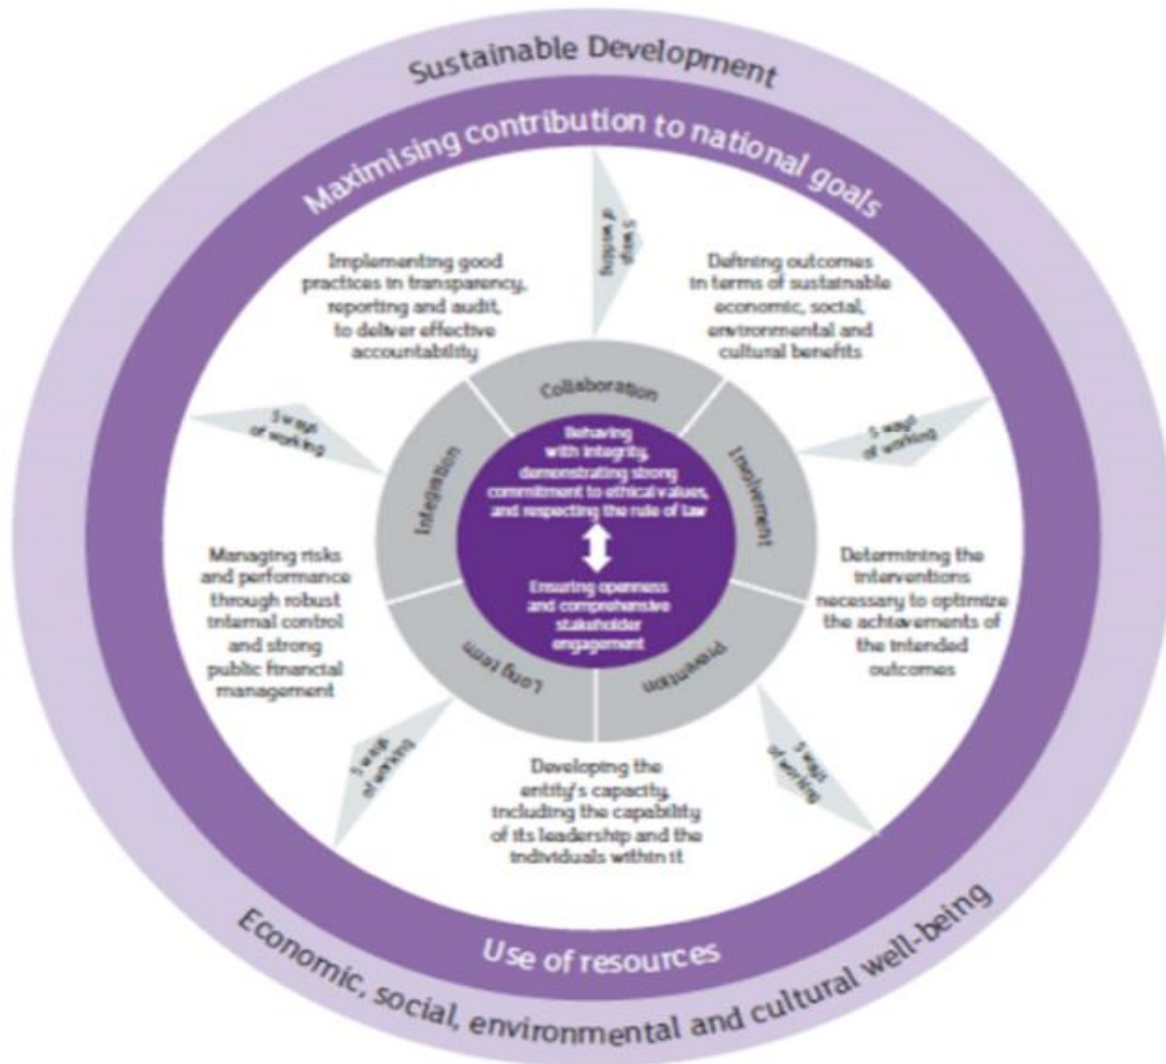 Sustainable Development
Maximising contribution to national goals
5 ways
of working
Implementing good
practices in transparency,
reporting and audit,
to deliver effective
accountability
Defining outcomes
in terms of sustainable
economic, social,
environmental and
cultural benefits
5 ways
of working
5 ways
of working
Collaboration
Integration
Involvement
Behaving
with integrity,
demonstrating strong
commitment to ethical values,
and respecting the rule of law
Ensuring openness
and comprehensive
stakeholder
engagement
Long term
Prevention
Managing risks
and performance
through robust
internal control
and strong
public financial
management
Determining the
interventions
necessary to optimize
the achievements of
the intended
outcomes
5 ways
of working
5 ways
of working
Developing the
entity's capacity,
including the capability
of its leadership and the
individuals within it
Use of resources
Economic, social, environmental and cultural well-being